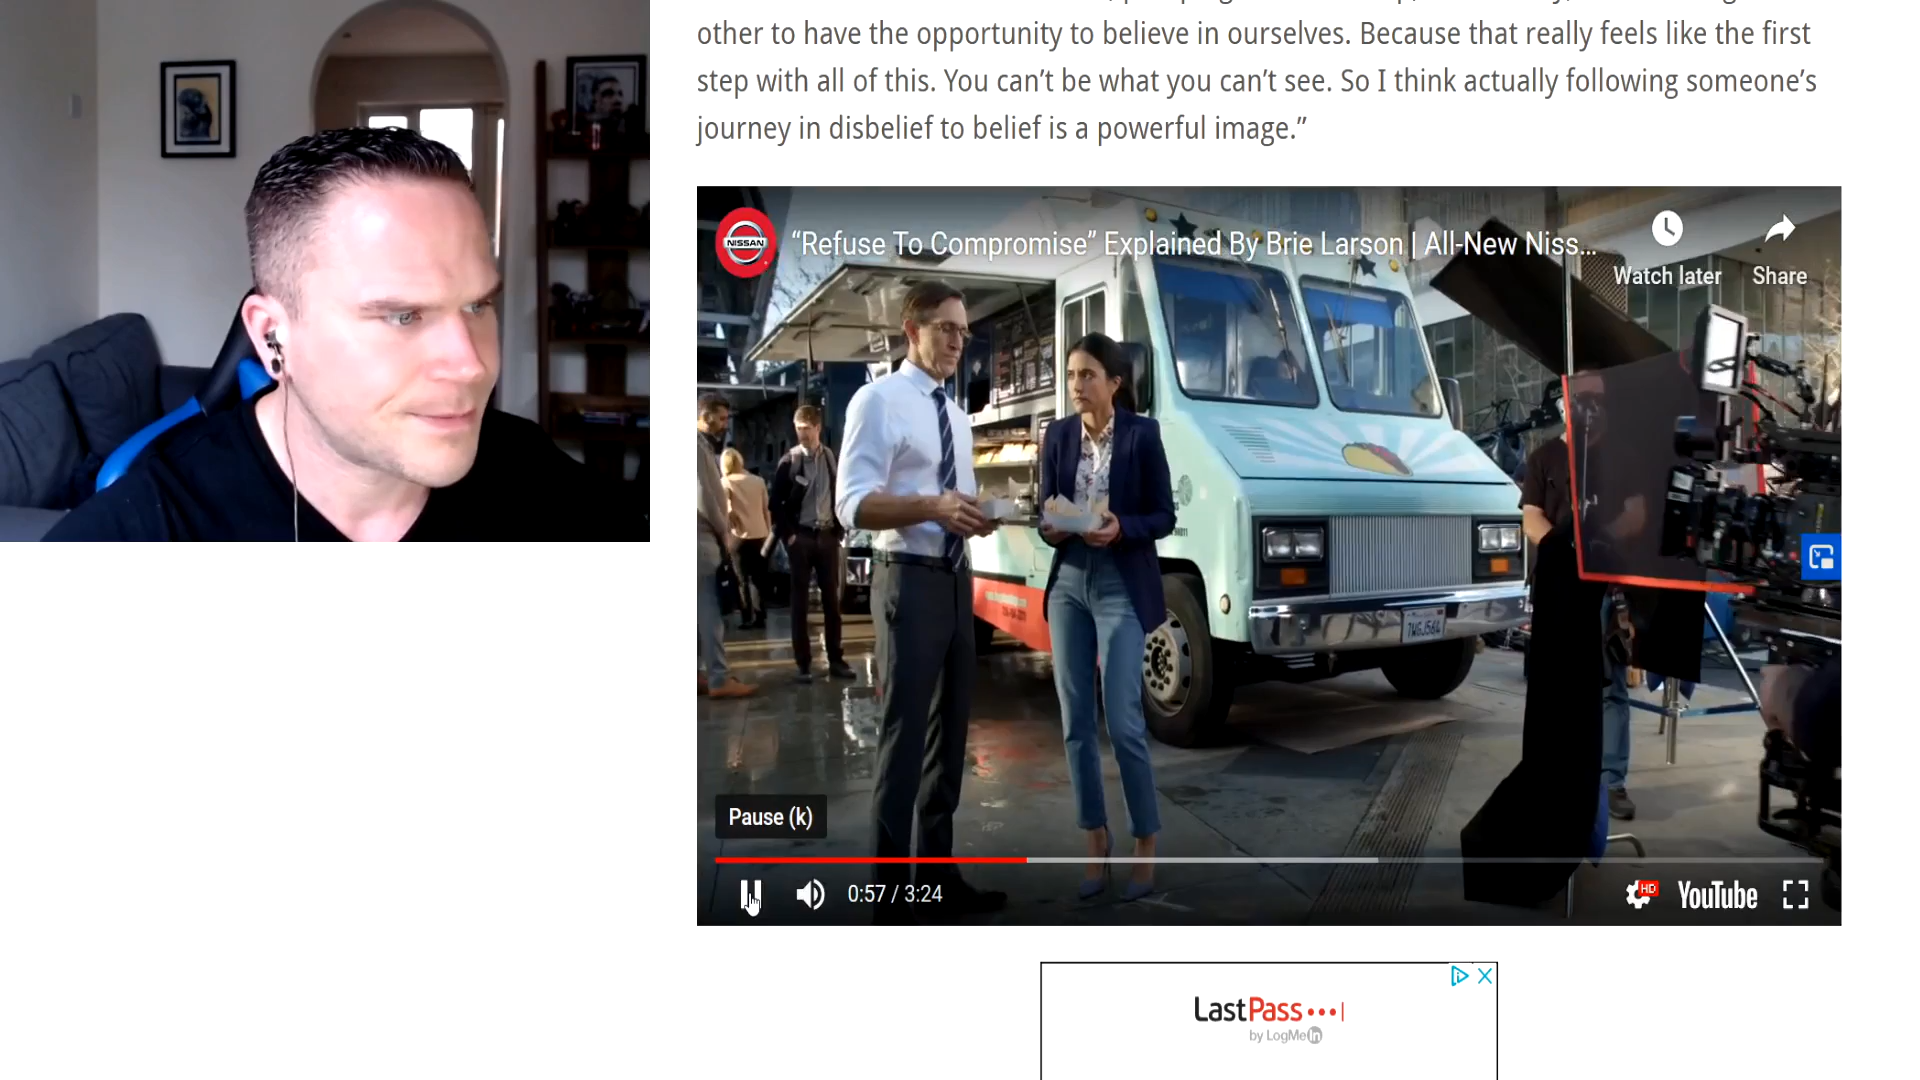 other to have the opportunity to believe in ourselves. Because that really feels like the first
step with all of this. You can’t be what you can’t see. So I think actually following someone’s
journey in disbelief to belief is a powerful image.”
NISSAN
“Refuse To Compromise” Explained By Brie Larson | All-New Niss...
Watch later
Share
Pause (k)
0:57 / 3:24
HD
YouTube
LastPass
by LogMeIn